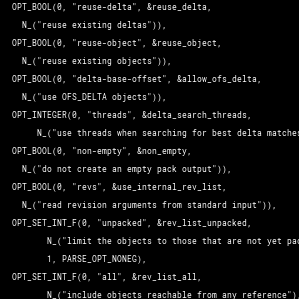 OPT_BOOL(0, "reuse-delta", &reuse_delta,
N_("reuse existing deltas")),
OPT_BOOL(0, "reuse-object", &reuse_object,
N_("reuse existing objects")),
OPT_BOOL(0, "delta-base-offset", &allow_ofs_delta,
N_("use OFS_DELTA objects")),
OPT_INTEGER(0, "threads", &delta_search_threads,
N_("use threads when searching for best delta matches
OPT_BOOL(0, "non-empty", &non_empty,
N_("do not create an empty pack output")),
OPT_BOOL(0, "revs", &use_internal_rev_list,
N_("read revision arguments from standard input")),
OPT_SET_INT_F(0, "unpacked", &rev_list_unpacked,
N_("limit the objects to those that are not yet pac
1, PARSE_OPT_NONEG),
OPT_SET_INT_F(0, "all", &rev_list_all,
N_("include objects reachable from any reference")